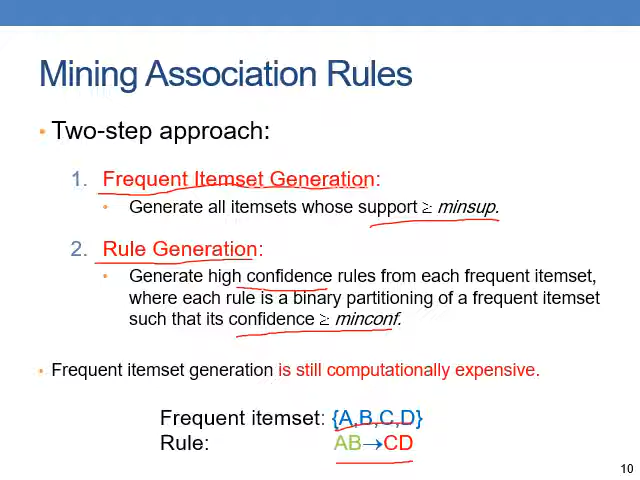 Mining Association Rules
• Two-step approach:
1. Frequent Itemset Generation:
• Generate all itemsets whose support ≥ minsup.
2. Rule Generation:
• Generate high confidence rules from each frequent itemset,
where each rule is a binary partitioning of a frequent itemset
such that its confidence ≥ minconf.
• Frequent itemset generation is still computationally expensive.
Frequent itemset: {A,B,C,D}
Rule: AB→CD
10